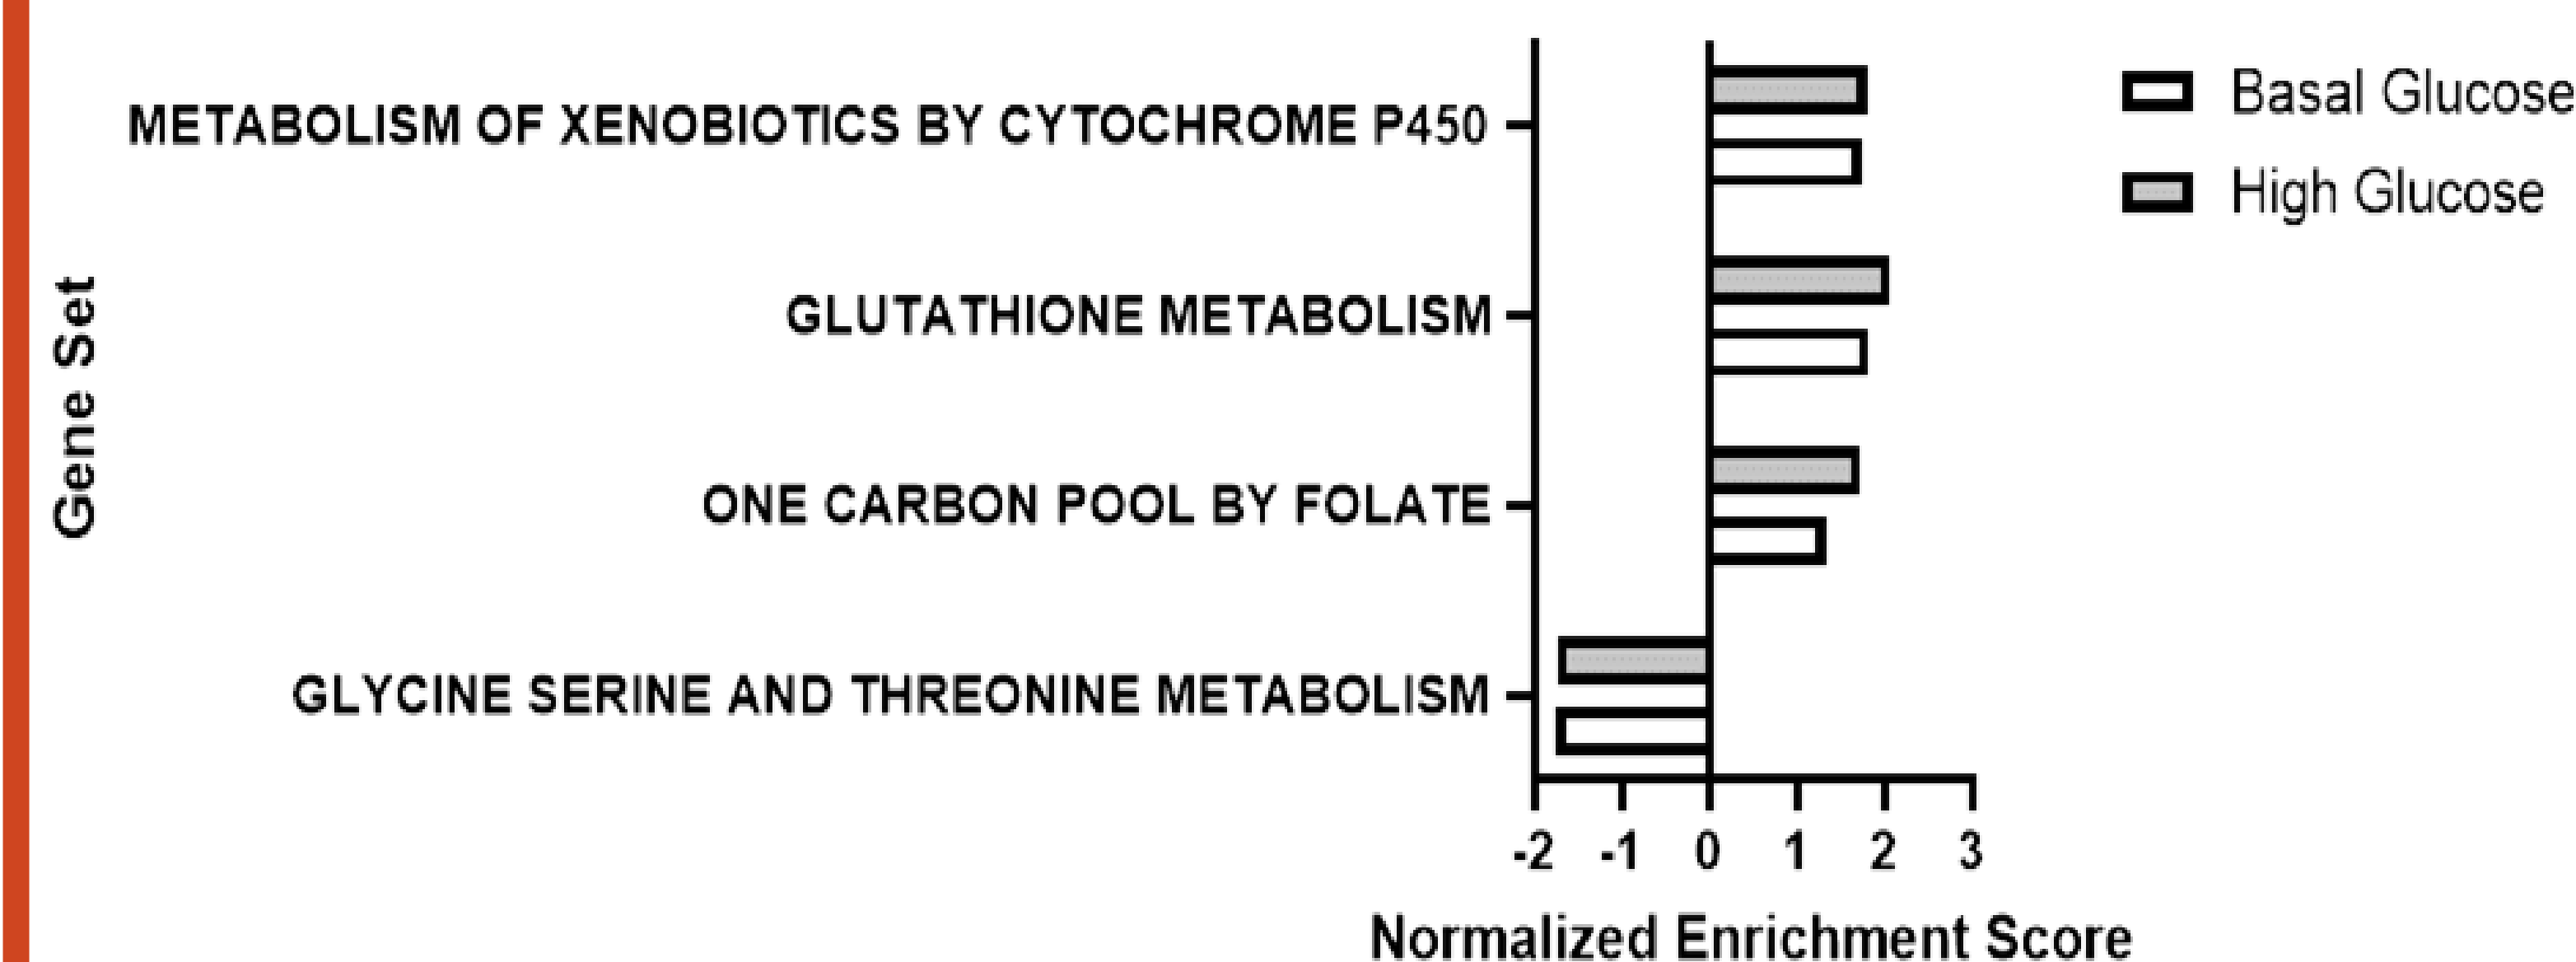 METABOLISM OF XENOBIOTICS BY CYTOCHROME P450
GLUTATHIONE METABOLISM
ONE CARBON POOL BY FOLATE
GLYCINE SERINE AND THREONINE METABOLISM
Gene Set
Basal Glucose
High Glucose
-2 -1 0 1 2 3
Normalized Enrichment Score